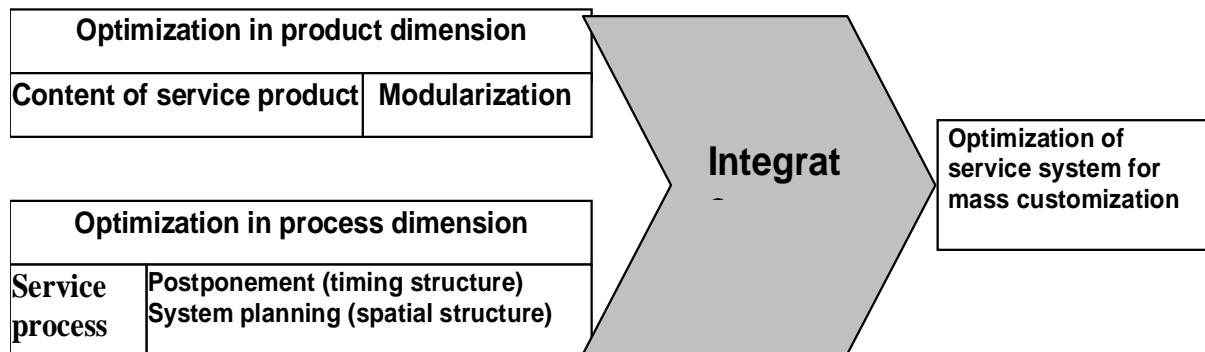 Optimization in product dimension
Content of service product
Modularization
Optimization in process dimension
Service
process
Postponement (timing structure)
System planning (spatial structure)
Integrat
Optimization of
service system for
mass customization